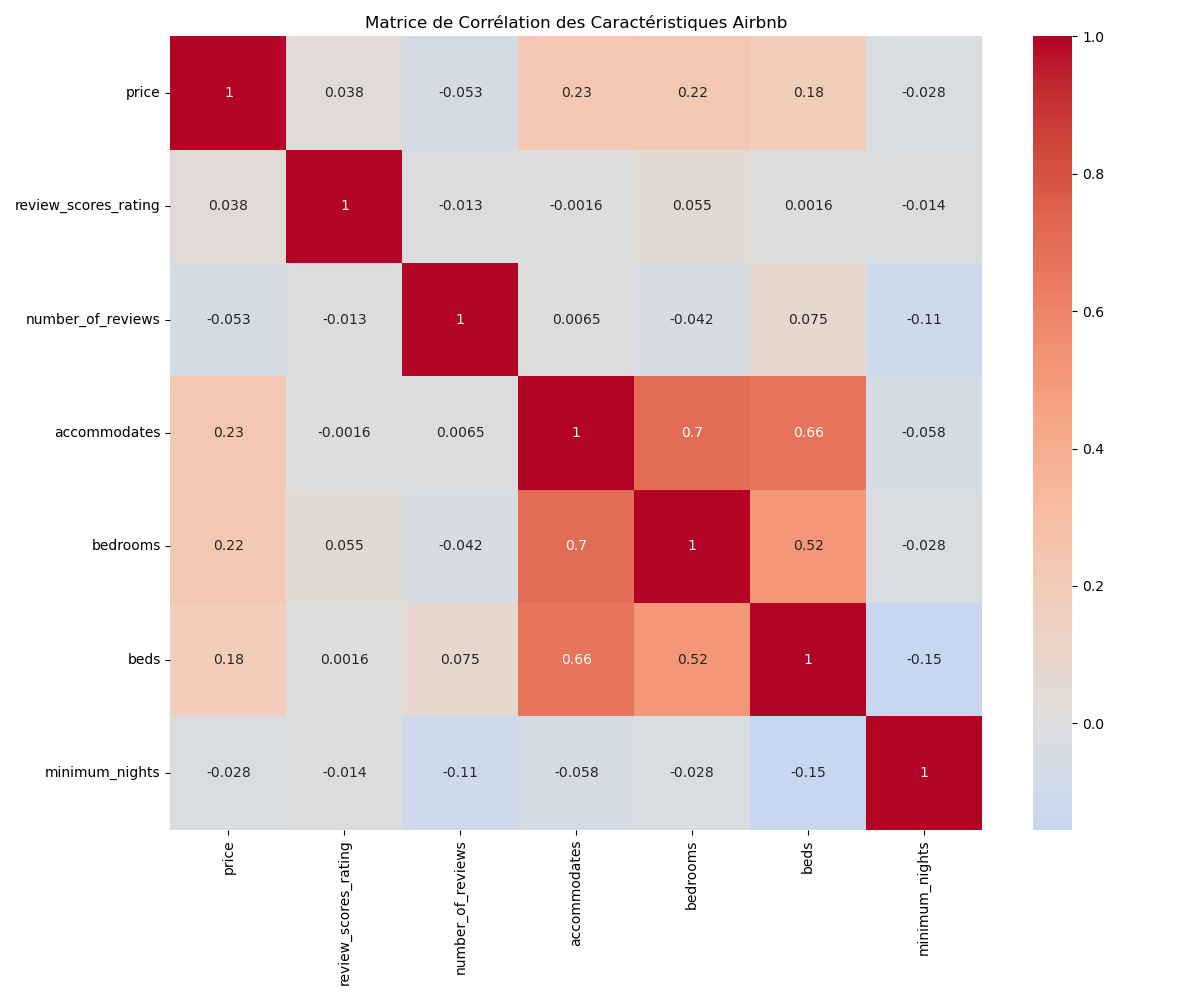 Matrice de Corrélation des Caractéristiques Airbnb
price 1 0.038 -0.053 0.23 0.22 0.18 -0.028
review_scores_rating 0.038 1 -0.013 -0.0016 0.055 0.0016 -0.014
number_of_reviews -0.053 -0.013 1 0.0065 -0.042 0.075 -0.11
accommodates 0.23 -0.0016 0.0065 1 0.7 0.66 -0.058
bedrooms 0.22 0.055 -0.042 0.7 1 0.52 -0.028
beds 0.18 0.0016 0.075 0.66 0.52 1 -0.15
minimum_nights -0.028 -0.014 -0.11 -0.058 -0.028 -0.15 1
price
review_scores_rating
number_of_reviews
accommodates
bedrooms
beds
minimum_nights
1.0
0.8
0.6
0.4
0.2
0.0